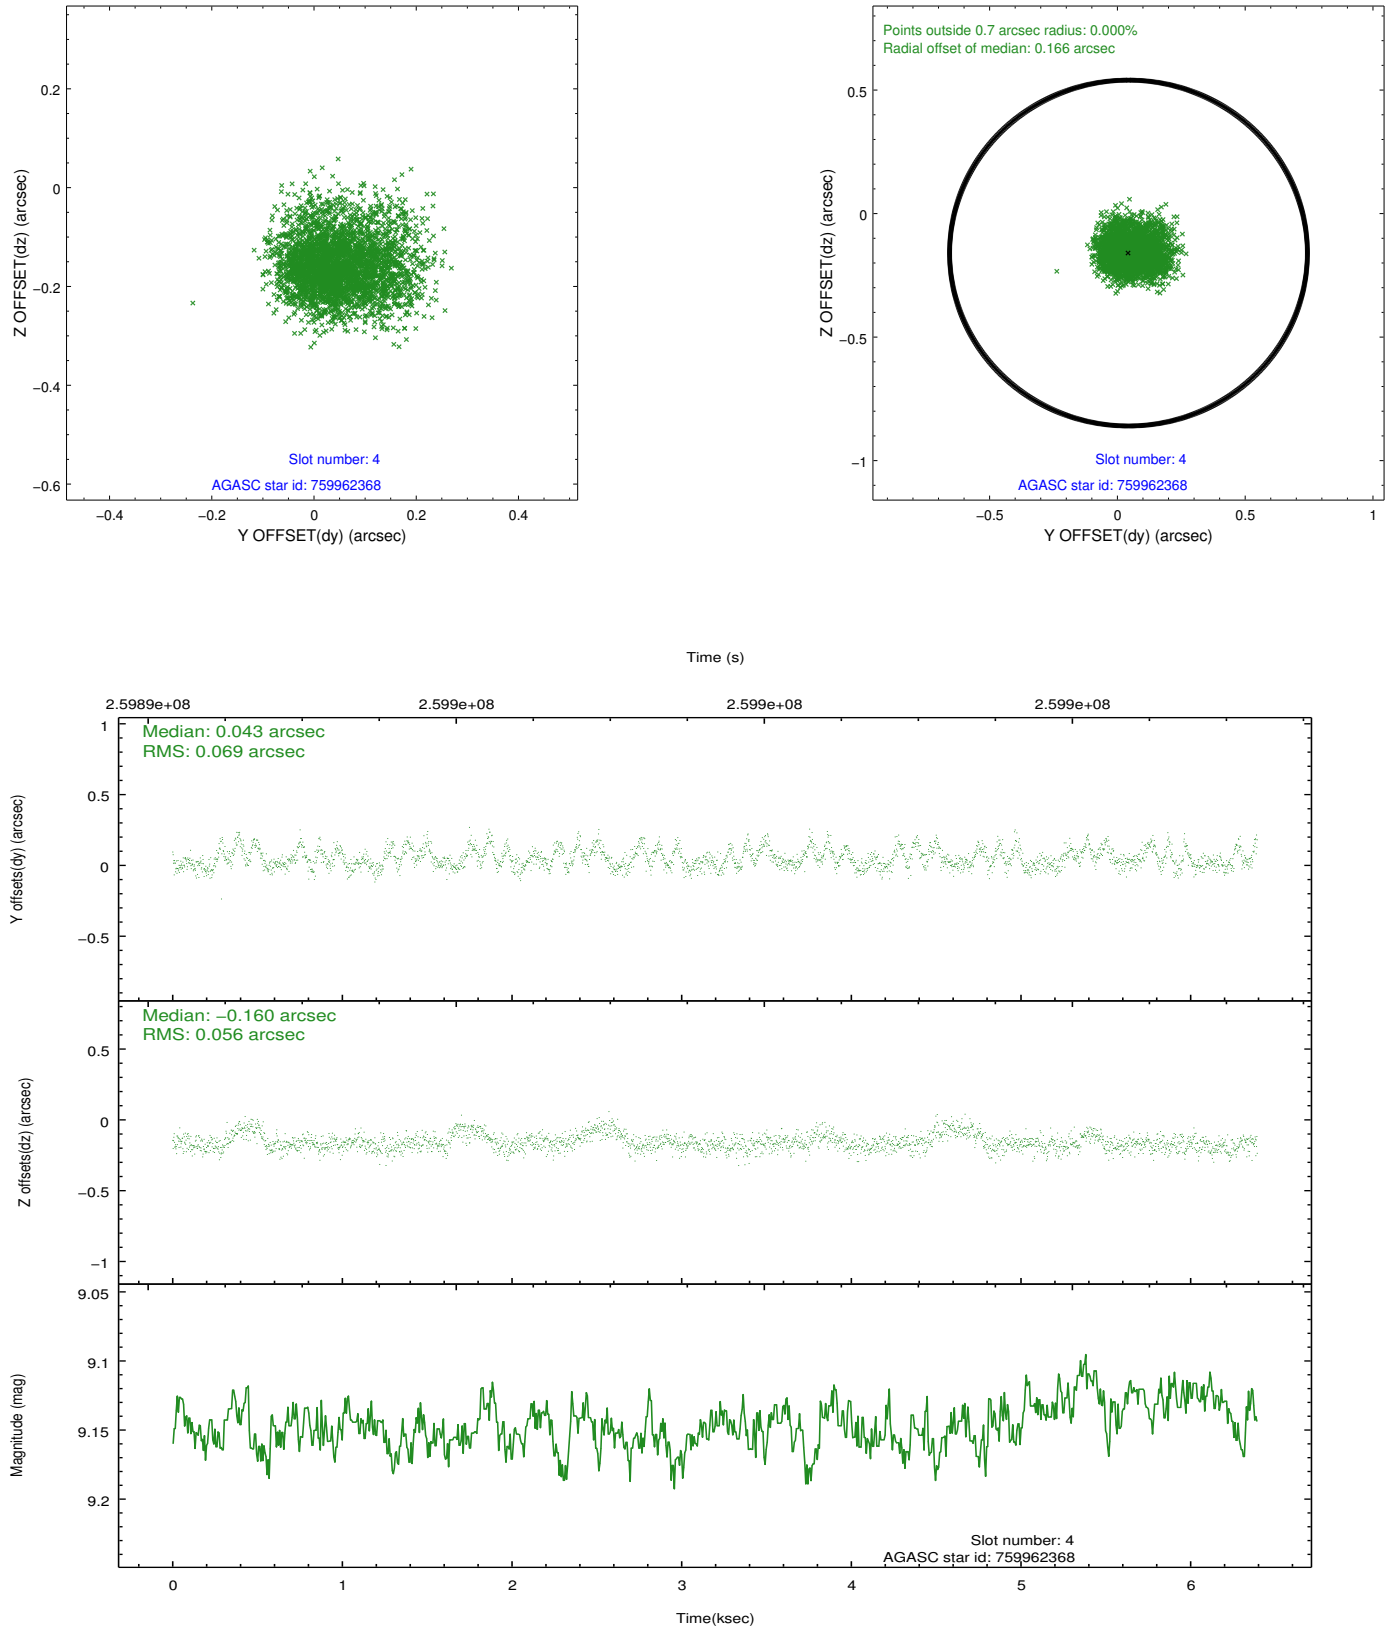 0.2
0
−0.2
−0.4
−0.6
Z OFFSET(dz) (arcsec)
Slot number: 4
AGASC star id: 759962368
−0.4 −0.2 0 0.2 0.4
Y OFFSET(dy) (arcsec)
Points outside 0.7 arcsec radius: 0.000%
Radial offset of median: 0.166 arcsec
0.5
0
−0.5
−1
Z OFFSET(dz) (arcsec)
Slot number: 4
AGASC star id: 759962368
−0.5 0 0.5 1
Y OFFSET(dy) (arcsec)
Time (s)
2.5989e+08 2.599e+08 2.599e+08 2.599e+08
Median: 0.043 arcsec
RMS: 0.069 arcsec
1
0.5
0
−0.5
Y offsets(dy) (arcsec)
Median: −0.160 arcsec
RMS: 0.056 arcsec
0.5
0
−0.5
−1
Z offsets(dz) (arcsec)
9.05
9.1
9.15
9.2
Magnitude (mag)
Slot number: 4
AGASC star id: 759962368
0 1 2 3 4 5 6
Time(ksec)